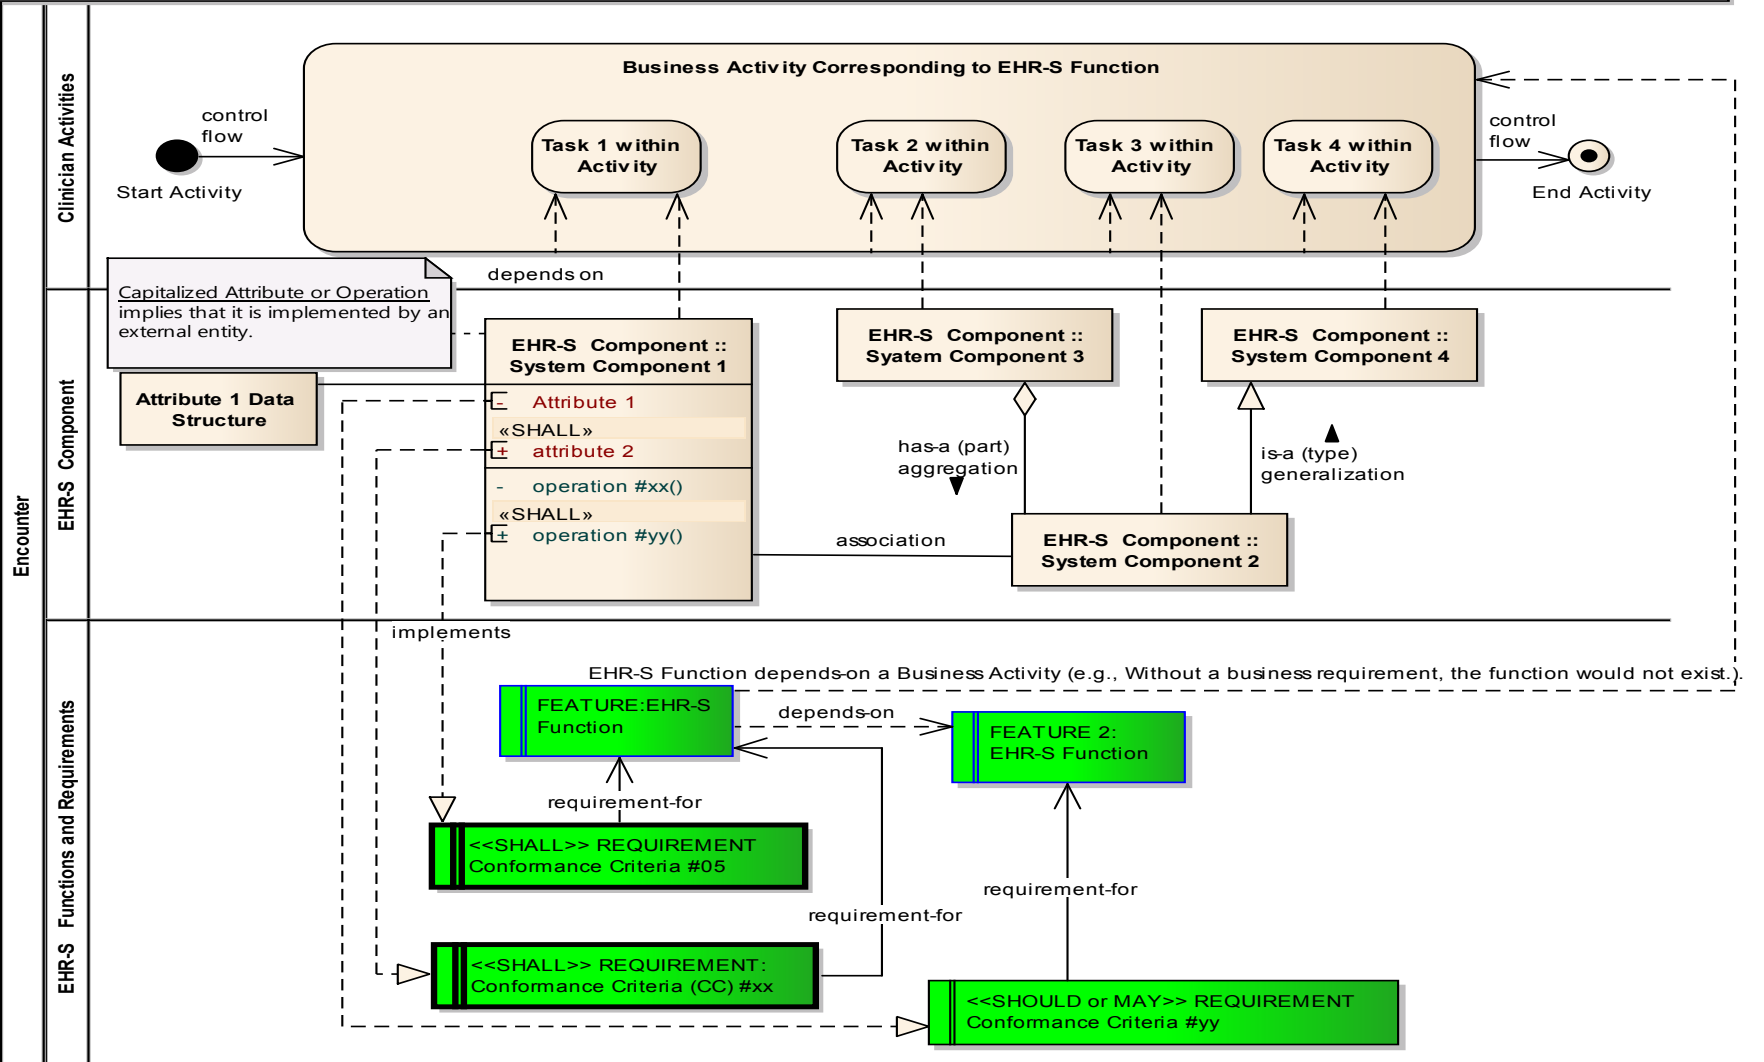 Encounter
Clinician Activities
Business Activity Corresponding to EHR-S Function
control
flow
Start Activity
Task 1 within
Activity
Task 2 within
Activity
Task 3 within
Activity
Task 4 within
Activity
control
flow
End Activity
depends on
EHR-S  Component
Capitalized Attribute or Operation
implies that it is implemented by an
external entity.
Attribute 1 Data
Structure
EHR-S  Component ::
System Component 1
- Attribute 1
«SHALL»
+ attribute 2
- operation #xx()
«SHALL»
+ operation #yy()
EHR-S  Component ::
Syatem Component 3
EHR-S  Component ::
System Component 4
has-a (part)
aggregation
is-a (type)
generalization
association
EHR-S  Component ::
System Component 2
EHR-S  Functions and Requirements
implements
EHR-S Function depends-on a Business Activity (e.g., Without a business requirement, the function would not exist.).
FEATURE:EHR-S
Function
depends-on
FEATURE 2:
EHR-S Function
requirement-for
<<SHALL>> REQUIREMENT
Conformance Criteria #05
requirement-for
requirement-for
<<SHALL>> REQUIREMENT:
Conformance Criteria (CC) #xx
<<SHOULD or MAY>> REQUIREMENT
Conformance Criteria #yy